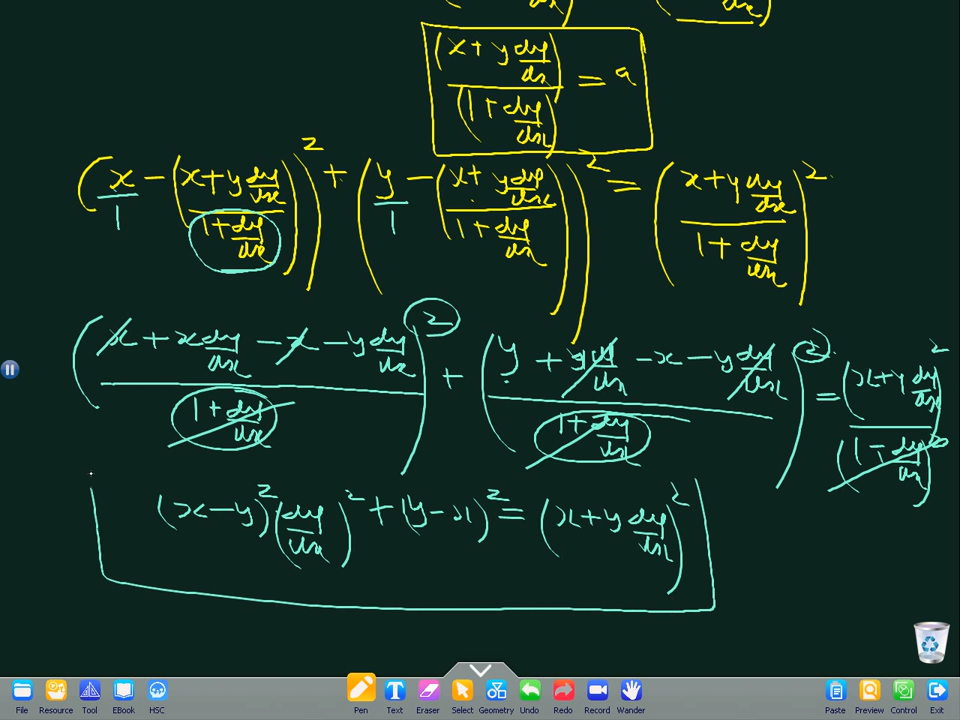 (x + y dy/dx) / (1 + dy/dx) = a
(x/1 - (x + y dy/dx)/(1 + dy/dx))² + (y/1 - (x + y dy/dx)/(1 + dy/dx))² = ((x + y dy/dx)/(1 + dy/dx))²
((x + x dy/dx - x - y dy/dx)/(1 + dy/dx))² + ((y + y dy/dx - x - y dy/dx)/(1 + dy/dx))² = (x + y dy/dx)²/(1 + dy/dx)²
(x - y)² (dy/dx)² + (y - x)² = (x + y dy/dx)²
File Resource Tool EBook HSC Pen Text Eraser Select Geometry Undo Redo Record Wander Paste Preview Control Exit